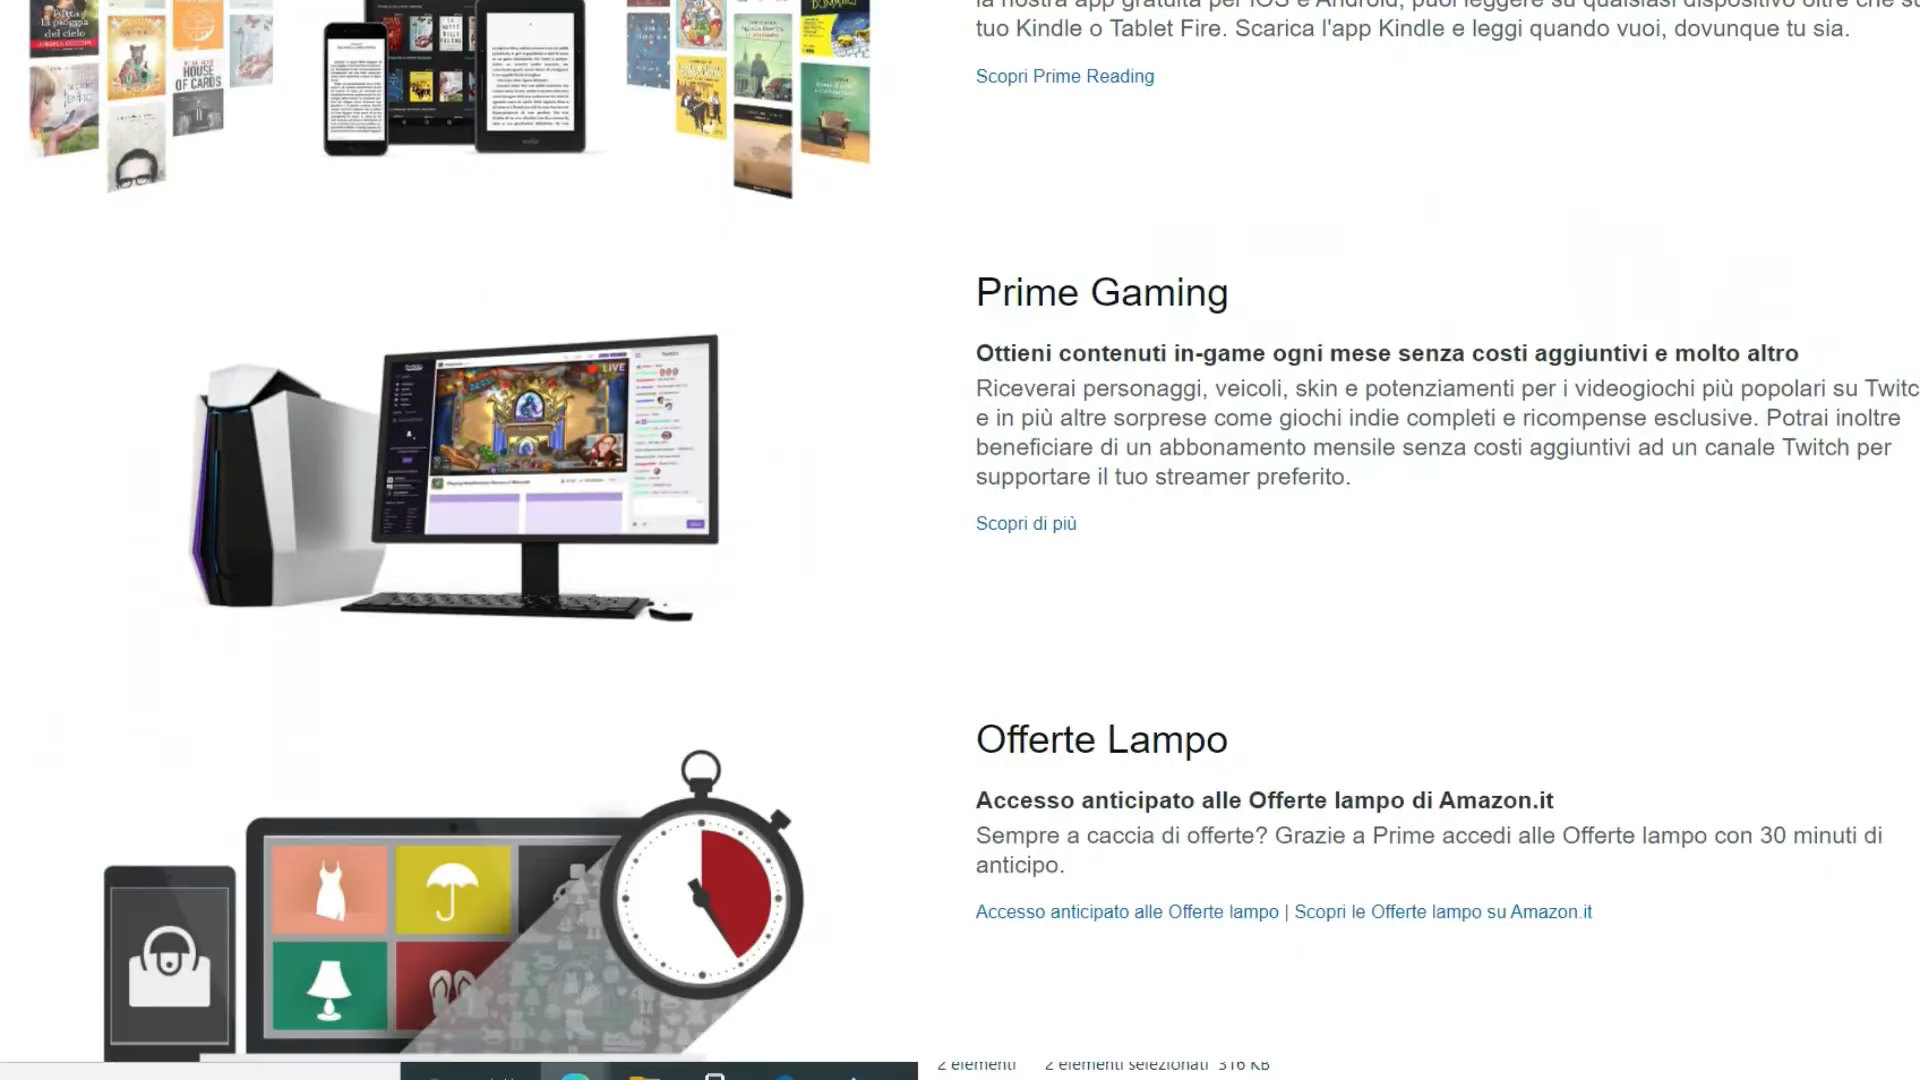 la nostra app gratuita per iOS e Android, puoi leggere su qualsiasi dispositivo oltre che
tuo Kindle o Tablet Fire. Scarica l'app Kindle e leggi quando vuoi, dovunque tu sia.
Scopri Prime Reading
HOUSE
OF CARDS
Prime Gaming
Ottieni contenuti in-game ogni mese senza costi aggiuntivi e molto altro
Riceverai personaggi, veicoli, skin e potenziamenti per i videogiochi più popolari su Twitc
e in più altre sorprese come giochi indie completi e ricompense esclusive. Potrai inoltre
beneficiare di un abbonamento mensile senza costi aggiuntivi ad un canale Twitch per
supportare il tuo streamer preferito.
Scopri di più
LIVE
Offerte Lampo
Accesso anticipato alle Offerte lampo di Amazon.it
Sempre a caccia di offerte? Grazie a Prime accedi alle Offerte lampo con 30 minuti di
anticipo.
Accesso anticipato alle Offerte lampo | Scopri le Offerte lampo su Amazon.it
2 elementi 2 elementi selezionati 316 KB